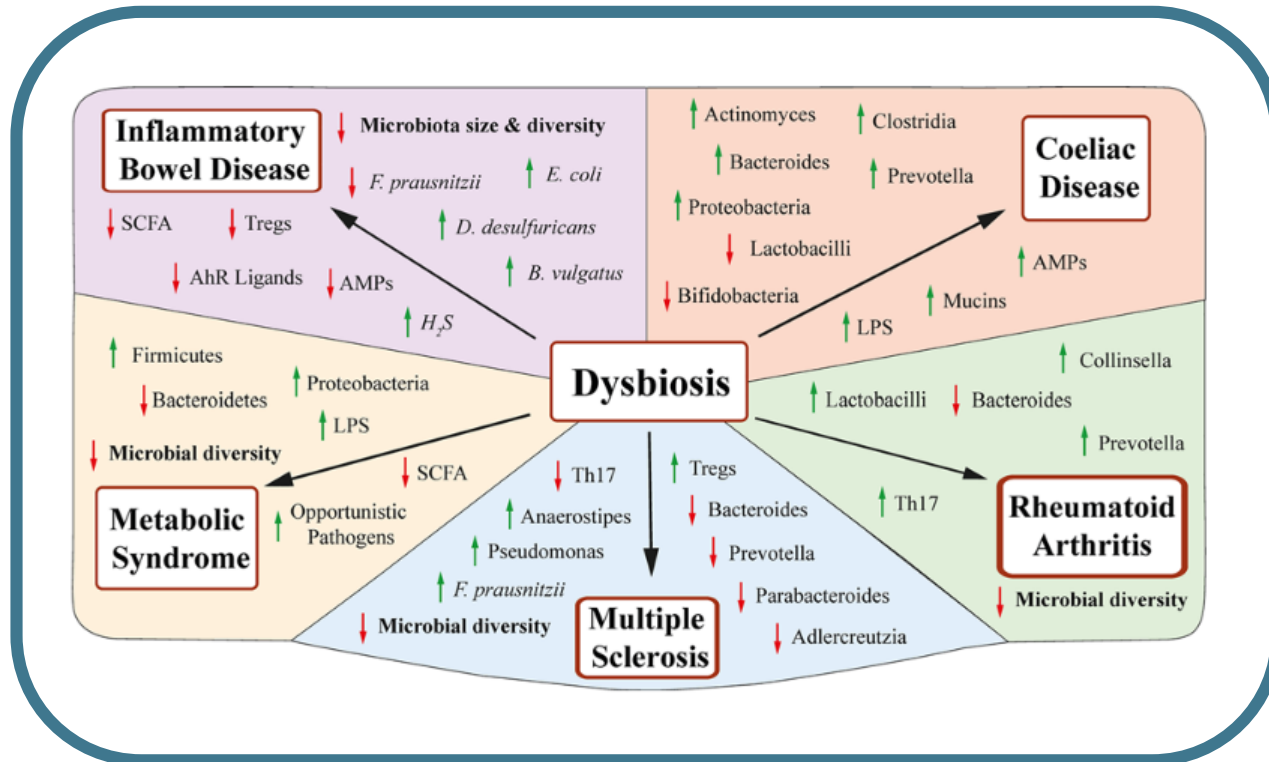 Inflammatory
Bowel Disease
↓ Microbiota size & diversity
↓ F. prausnitzii
↑ E. coli
↓ SCFA
↓ Tregs
↑ D. desulfuricans
↓ AhR Ligands
↓ AMPs
↑ B. vulgatus
↑ H₂S
↑ Actinomyces
↑ Clostridia
↑ Bacteroides
↑ Prevotella
↑ Proteobacteria
↓ Lactobacilli
↓ Bifidobacteria
↑ AMPs
↑ Mucins
↑ LPS
Coeliac
Disease
Dysbiosis
↑ Firmicutes
↑ Proteobacteria
↓ Bacteroidetes
↑ LPS
↓ Microbial diversity
↓ SCFA
↑ Opportunistic
Pathogens
Metabolic
Syndrome
↓ Th17
↑ Tregs
↑ Anaerostipes
↓ Bacteroides
↑ Pseudomonas
↓ Prevotella
↑ F. prausnitzii
↓ Parabacteroides
↓ Microbial diversity
↓ Adlercreutzia
Multiple
Sclerosis
↑ Collinsella
↑ Lactobacilli
↓ Bacteroides
↑ Prevotella
↑ Th17
Rheumatoid
Arthritis
↓ Microbial diversity